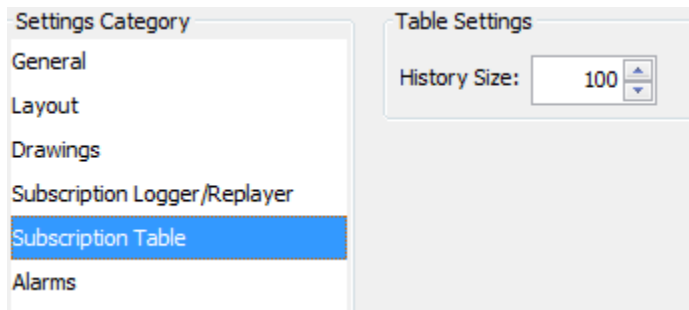 Settings Category
General
Layout
Drawings
Subscription Logger/Replayer
Subscription Table
Alarms
Table Settings
History Size: 100